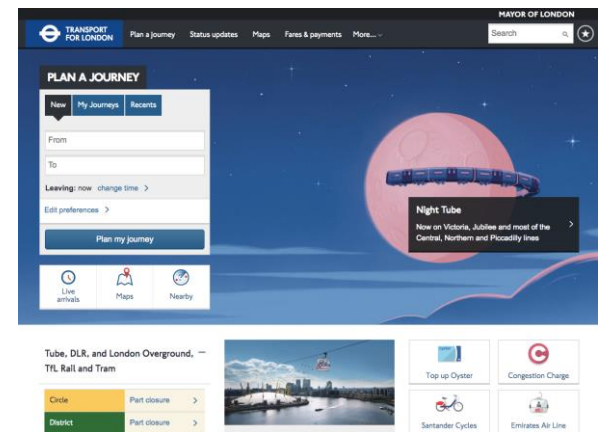 MAYOR OF LONDON
TRANSPORT
FOR LONDON
Plan a journey
Status updates
Maps
Fares & payments
More...
Search
PLAN A JOURNEY
New
My Journeys
Recents
From
To
Leaving: now change time
Edit preferences
Plan my journey
Live
arrivals
Maps
Nearby
Night Tube
Now on Victoria, Jubilee and most of the
Central, Northern and Piccadilly lines
Tube, DLR, and London Overground,
TfL Rail and Tram
Circle
Part closure
District
Part closure
Top up Oyster
Congestion Charge
Santander Cycles
Emirates Air Line